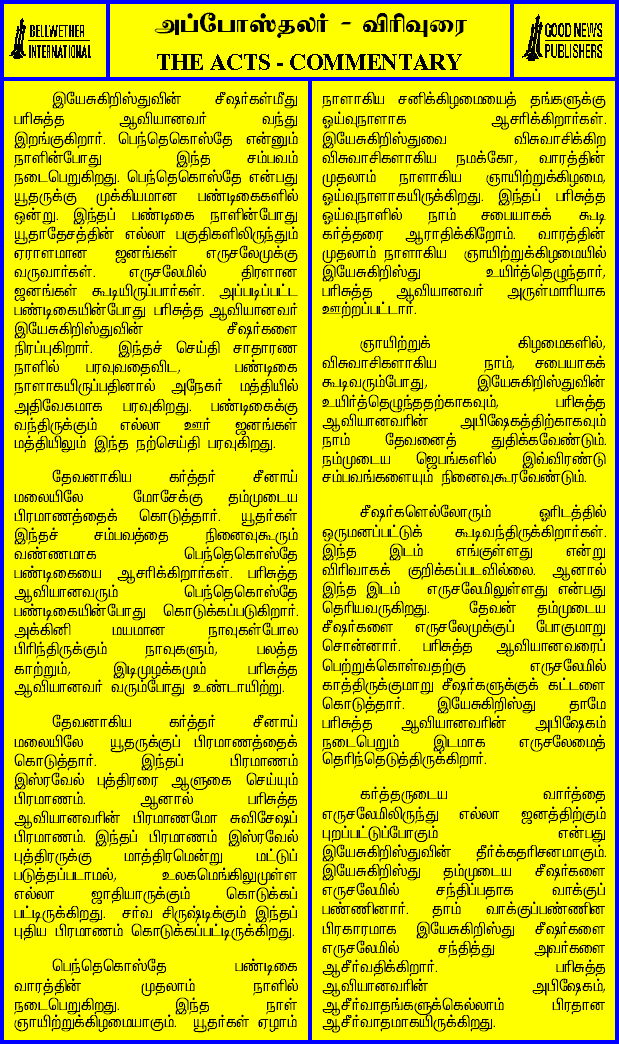 BELLWETHER
INTERNATIONAL
அப்போஸ்தலர் - விரிவுரை
THE ACTS - COMMENTARY
GOOD NEWS
PUBLISHERS
இயேசுகிறிஸ்துவின் சீஷர்கள்மீது
பரிசுத்த ஆவியானவர் வந்து
இறங்குகிறார். பெந்தெகொஸ்தே என்னும்
நாளின்போது இந்த சம்பவம்
நடைபெறுகிறது. பெந்தெகொஸ்தே என்பது
யூதருக்கு முக்கியமான பண்டிகைகளில்
ஒன்று. இந்தப் பண்டிகை நாளின்போது
யூதாதேசத்தின் எல்லா பகுதிகளிலிருந்தும்
ஏராளமான ஜனங்கள் எருசலேமுக்கு
வருவார்கள். எருசலேமில் திரளான
ஜனங்கள் கூடியிருப்பார்கள். அப்படிப்பட்ட
பண்டிகையின்போது பரிசுத்த ஆவியானவர்
இயேசுகிறிஸ்துவின் சீஷர்களை
நிரப்புகிறார். இந்தச் செய்தி சாதாரண
நாளில் பரவுவதைவிட, பண்டிகை
நாளாகயிருப்பதினால் அநேகர் மத்தியில்
அதிவேகமாக பரவுகிறது. பண்டிகைக்கு
வந்திருக்கும் எல்லா ஊர் ஜனங்கள்
மத்தியிலும் இந்த நற்செய்தி பரவுகிறது.
தேவனாகிய கர்த்தர் சீனாய்
மலையிலே மோசேக்கு தம்முடைய
பிரமாணத்தைக் கொடுத்தார். யூதர்கள்
இந்தச் சம்பவத்தை நினைவுகூரும்
வண்ணமாக பெந்தெகொஸ்தே
பண்டிகையை ஆசரிக்கிறார்கள். பரிசுத்த
ஆவியானவரும் பெந்தெகொஸ்தே
பண்டிகையின்போது கொடுக்கப்படுகிறார்.
அக்கினி மயமான நாவுகள்போல
பிரிந்திருக்கும் நாவுகளும், பலத்த
காற்றும், இடிமுழக்கமும் பரிசுத்த
ஆவியானவர் வரும்போது உண்டாயிற்று.
தேவனாகிய கர்த்தர் சீனாய்
மலையிலே யூதருக்குப் பிரமாணத்தைக்
கொடுத்தார். இந்தப் பிரமாணம்
இஸ்ரவேல் புத்திரரை ஆளுகை செய்யும்
பிரமாணம். ஆனால் பரிசுத்த
ஆவியானவரின் பிரமாணமோ சுவிசேஷப்
பிரமாணம். இந்தப் பிரமாணம் இஸ்ரவேல்
புத்திரருக்கு மாத்திரமென்று மட்டுப்
படுத்தப்படாமல், உலகமெங்கிலுமுள்ள
எல்லா ஜாதியாருக்கும் கொடுக்கப்
பட்டிருக்கிறது. சர்வ சிருஷ்டிக்கும் இந்தப்
புதிய பிரமாணம் கொடுக்கப்பட்டிருக்கிறது.
பெந்தெகொஸ்தே பண்டிகை
வாரத்தின் முதலாம் நாளில்
நடைபெறுகிறது. இந்த நாள்
ஞாயிற்றுக்கிழமையாகும். யூதர்கள் ஏழாம்
நாளாகிய சனிக்கிழமையைத் தங்களுக்கு
ஓய்வுநாளாக ஆசரிக்கிறார்கள்.
இயேசுகிறிஸ்துவை விசுவாசிக்கிற
விசுவாசிகளாகிய நமக்கோ, வாரத்தின்
முதலாம் நாளாகிய ஞாயிற்றுக்கிழமை,
ஓய்வுநாளாகயிருக்கிறது. இந்தப் பரிசுத்த
ஓய்வுநாளில் நாம் சபையாகக் கூடி
கர்த்தரை ஆராதிக்கிறோம். வாரத்தின்
முதலாம் நாளாகிய ஞாயிற்றுக்கிழமையில்
இயேசுகிறிஸ்து உயிர்த்தெழுந்தார்,
பரிசுத்த ஆவியானவர் அருள்மாரியாக
ஊற்றப்பட்டார்.
ஞாயிற்றுக் கிழமைகளில்,
விசுவாசிகளாகிய நாம், சபையாகக்
கூடிவரும்போது, இயேசுகிறிஸ்துவின்
உயிர்த்தெழுந்ததற்காகவும், பரிசுத்த
ஆவியானவரின் அபிஷேகத்திற்காகவும்
நாம் தேவனைத் துதிக்கவேண்டும்.
நம்முடைய ஜெபங்களில் இவ்விரண்டு
சம்பவங்களையும் நினைவுகூரவேண்டும்.
சீஷர்களெல்லோரும் ஓரிடத்தில்
ஒருமனப்பட்டுக் கூடிவந்திருக்கிறார்கள்.
இந்த இடம் எங்குள்ளது என்று
விரிவாகக் குறிக்கப்படவில்லை. ஆனால்
இந்த இடம் எருசலேமிலுள்ளது என்பது
தெரியவருகிறது. தேவன் தம்முடைய
சீஷர்களை எருசலேமுக்குப் போகுமாறு
சொன்னார். பரிசுத்த ஆவியானவரைப்
பெற்றுக்கொள்வதற்கு எருசலேமில்
காத்திருக்குமாறு சீஷர்களுக்குக் கட்டளை
கொடுத்தார். இயேசுகிறிஸ்து தாமே
பரிசுத்த ஆவியானவரின் அபிஷேகம்
நடைபெறும் இடமாக எருசலேமைத்
தெரிந்தெடுத்திருக்கிறார்.
கர்த்தருடைய வார்த்தை
எருசலேமிலிருந்து எல்லா ஜனத்திற்கும்
புறப்பட்டுப்போகும் என்பது
இயேசுகிறிஸ்துவின் தீர்க்கதரிசனமாகும்.
இயேசுகிறிஸ்து தம்முடைய சீஷர்களை
எருசலேமில் சந்திப்பதாக வாக்குப்
பண்ணினார். தாம் வாக்குப்பண்ணின
பிரகாரமாக இயேசுகிறிஸ்து சீஷர்களை
எருசலேமில் சந்தித்து அவர்களை
ஆசீர்வதிக்கிறார். பரிசுத்த
ஆவியானவரின் அபிஷேகம்,
ஆசீர்வாதங்களுக்கெல்லாம் பிரதான
ஆசீர்வாதமாகயிருக்கிறது.